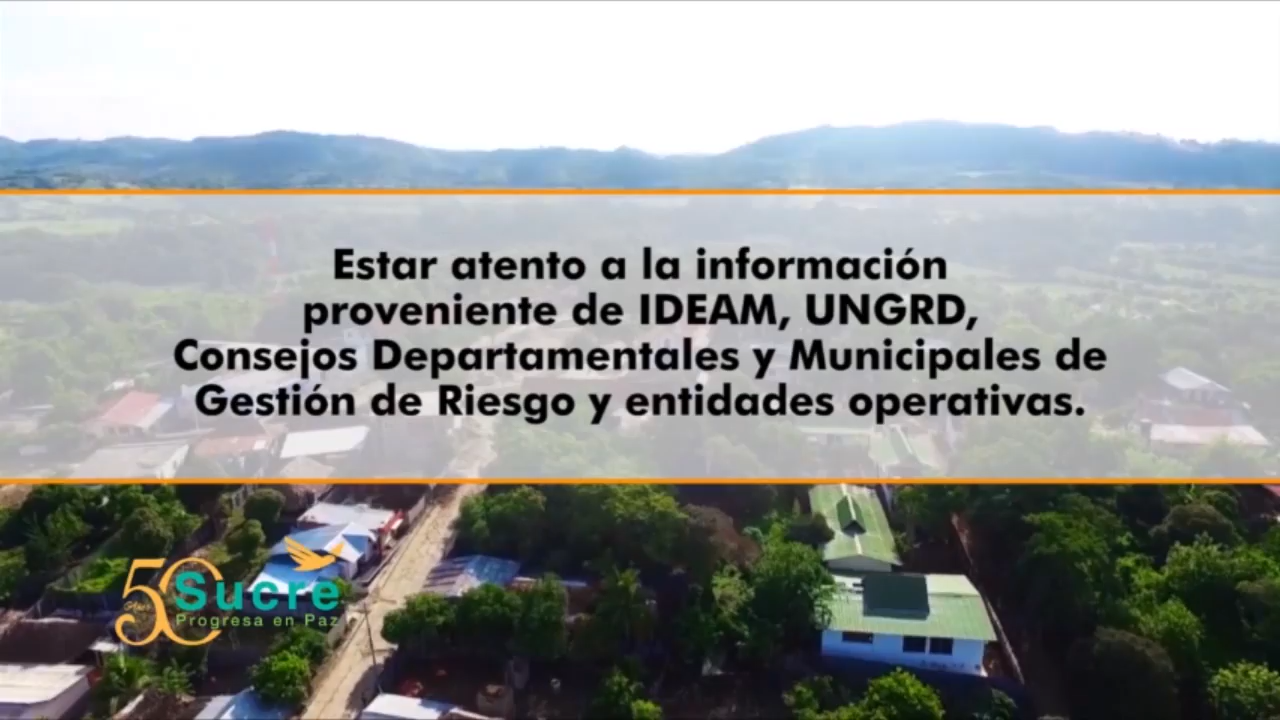 Estar atento a la información
proveniente de IDEAM, UNGRD,
Consejos Departamentales y Municipales de
Gestión de Riesgo y entidades operativas.
50 Sucre
Años
Progresa en Paz